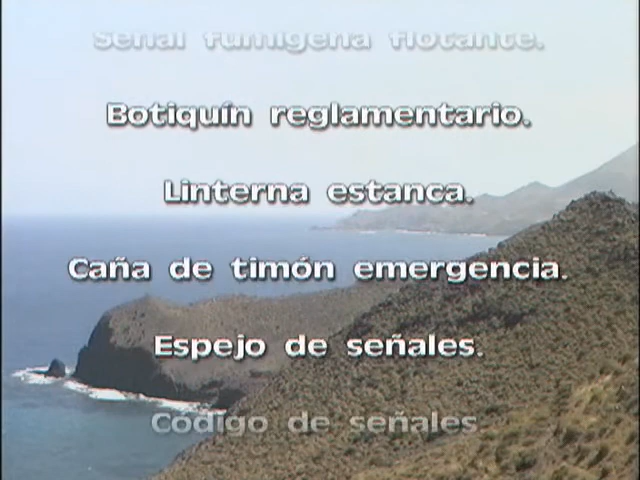 Señal fumígena flotante.
Botiquín reglamentario.
Linterna estanca.
Caña de timón emergencia.
Espejo de señales.
Código de señales